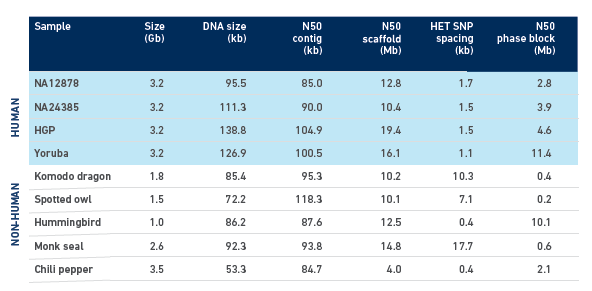 Sample Size (Gb) DNA size (kb) N50 contig (kb) N50 scaffold (Mb) HET SNP spacing (kb) N50 phase block (Mb)
HUMAN
NA12878 3.2 95.5 85.0 12.8 1.7 2.8
NA24385 3.2 111.3 90.0 10.4 1.5 3.9
HGP 3.2 138.8 104.9 19.4 1.5 4.6
Yoruba 3.2 126.9 100.5 16.1 1.1 11.4
NON-HUMAN
Komodo dragon 1.8 85.4 95.3 10.2 10.3 0.4
Spotted owl 1.5 72.2 118.3 10.1 7.1 0.2
Hummingbird 1.0 86.2 87.6 12.5 0.3 10.1
Monk seal 2.6 92.3 93.8 14.8 17.7 0.6
Chili pepper 3.5 53.3 84.7 4.0 0.4 2.1